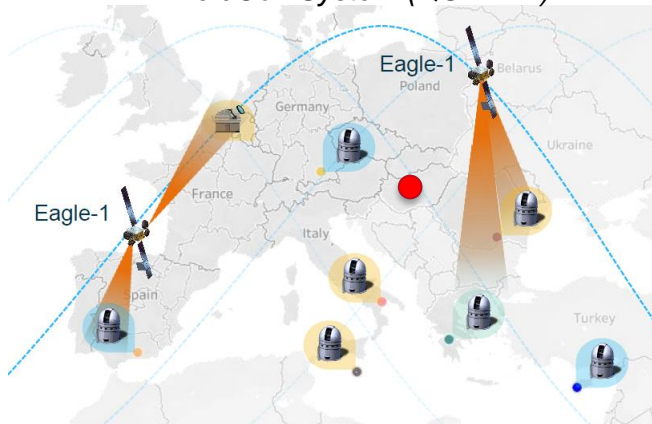 Germany
Eagle-1
Belarus
Poland
Ukraine
France
Eagle-1
Italy
Spain
Turkey